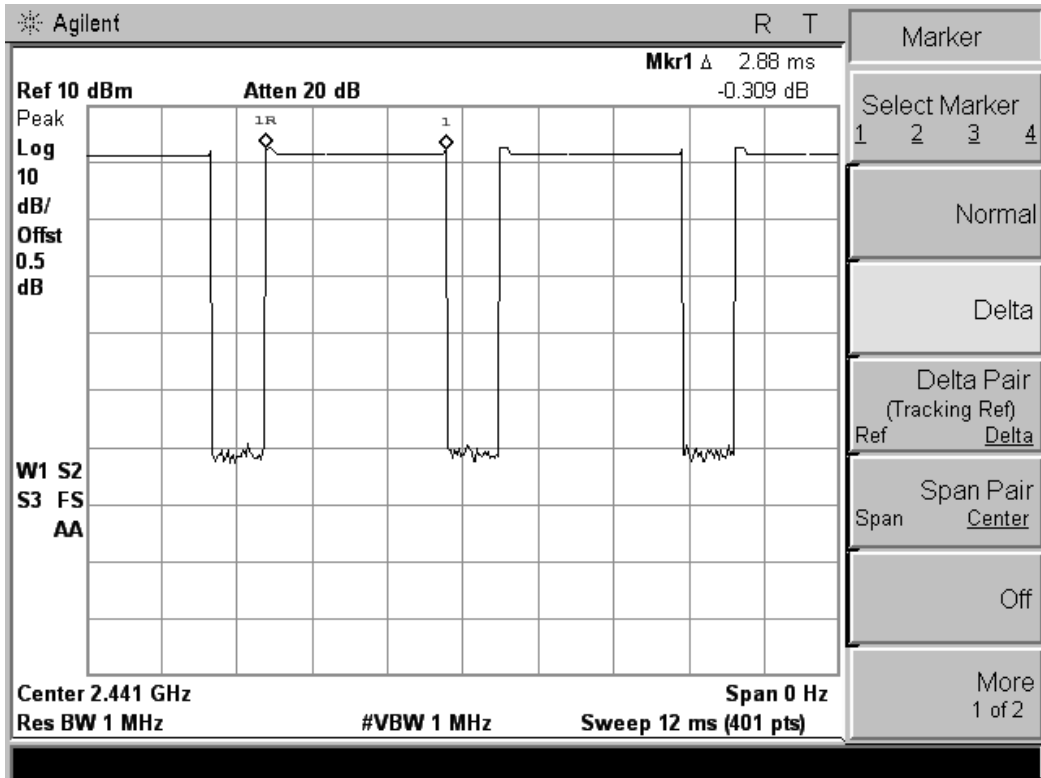 Agilent R T
Mkr1 Δ 2.88 ms
Ref 10 dBm Atten 20 dB -0.309 dB
Peak
Log
10
dB/
Offst
0.5
dB
1R 1
W1 S2
S3 FS
AA
Center 2.441 GHz Span 0 Hz
Res BW 1 MHz #VBW 1 MHz Sweep 12 ms (401 pts)
Marker
Select Marker
1 2 3 4
Normal
Delta
Delta Pair
(Tracking Ref)
Ref Delta
Span Pair
Span Center
Off
More
1 of 2